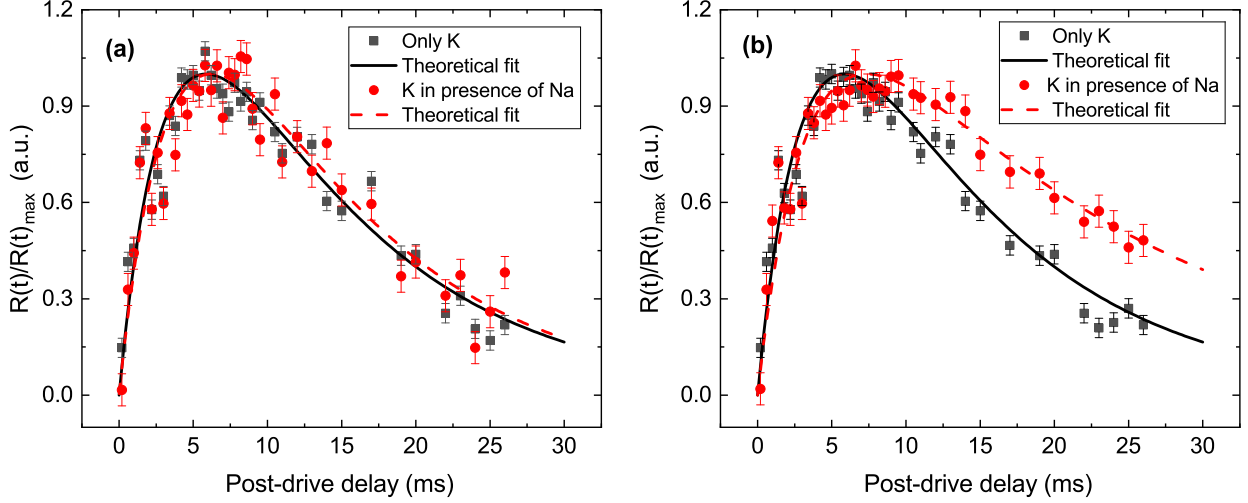 (a)
Only K
Theoretical fit
K in presence of Na
Theoretical fit
1.2
0.9
0.6
0.3
0.0
R(t)/R(t)max (a.u.)
0 5 10 15 20 25 30
Post-drive delay (ms)
(b)
Only K
Theoretical fit
K in presence of Na
Theoretical fit
1.2
0.9
0.6
0.3
0.0
R(t)/R(t)max (a.u.)
0 5 10 15 20 25 30
Post-drive delay (ms)